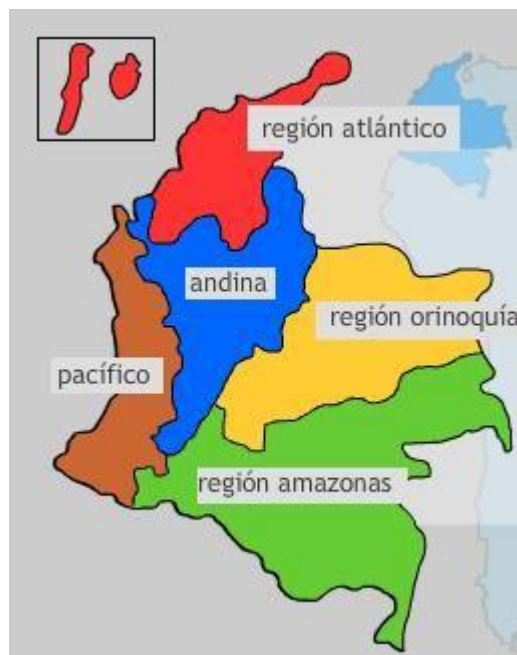 región atlántico
andina
región orinoquía
pacífico
región amazonas